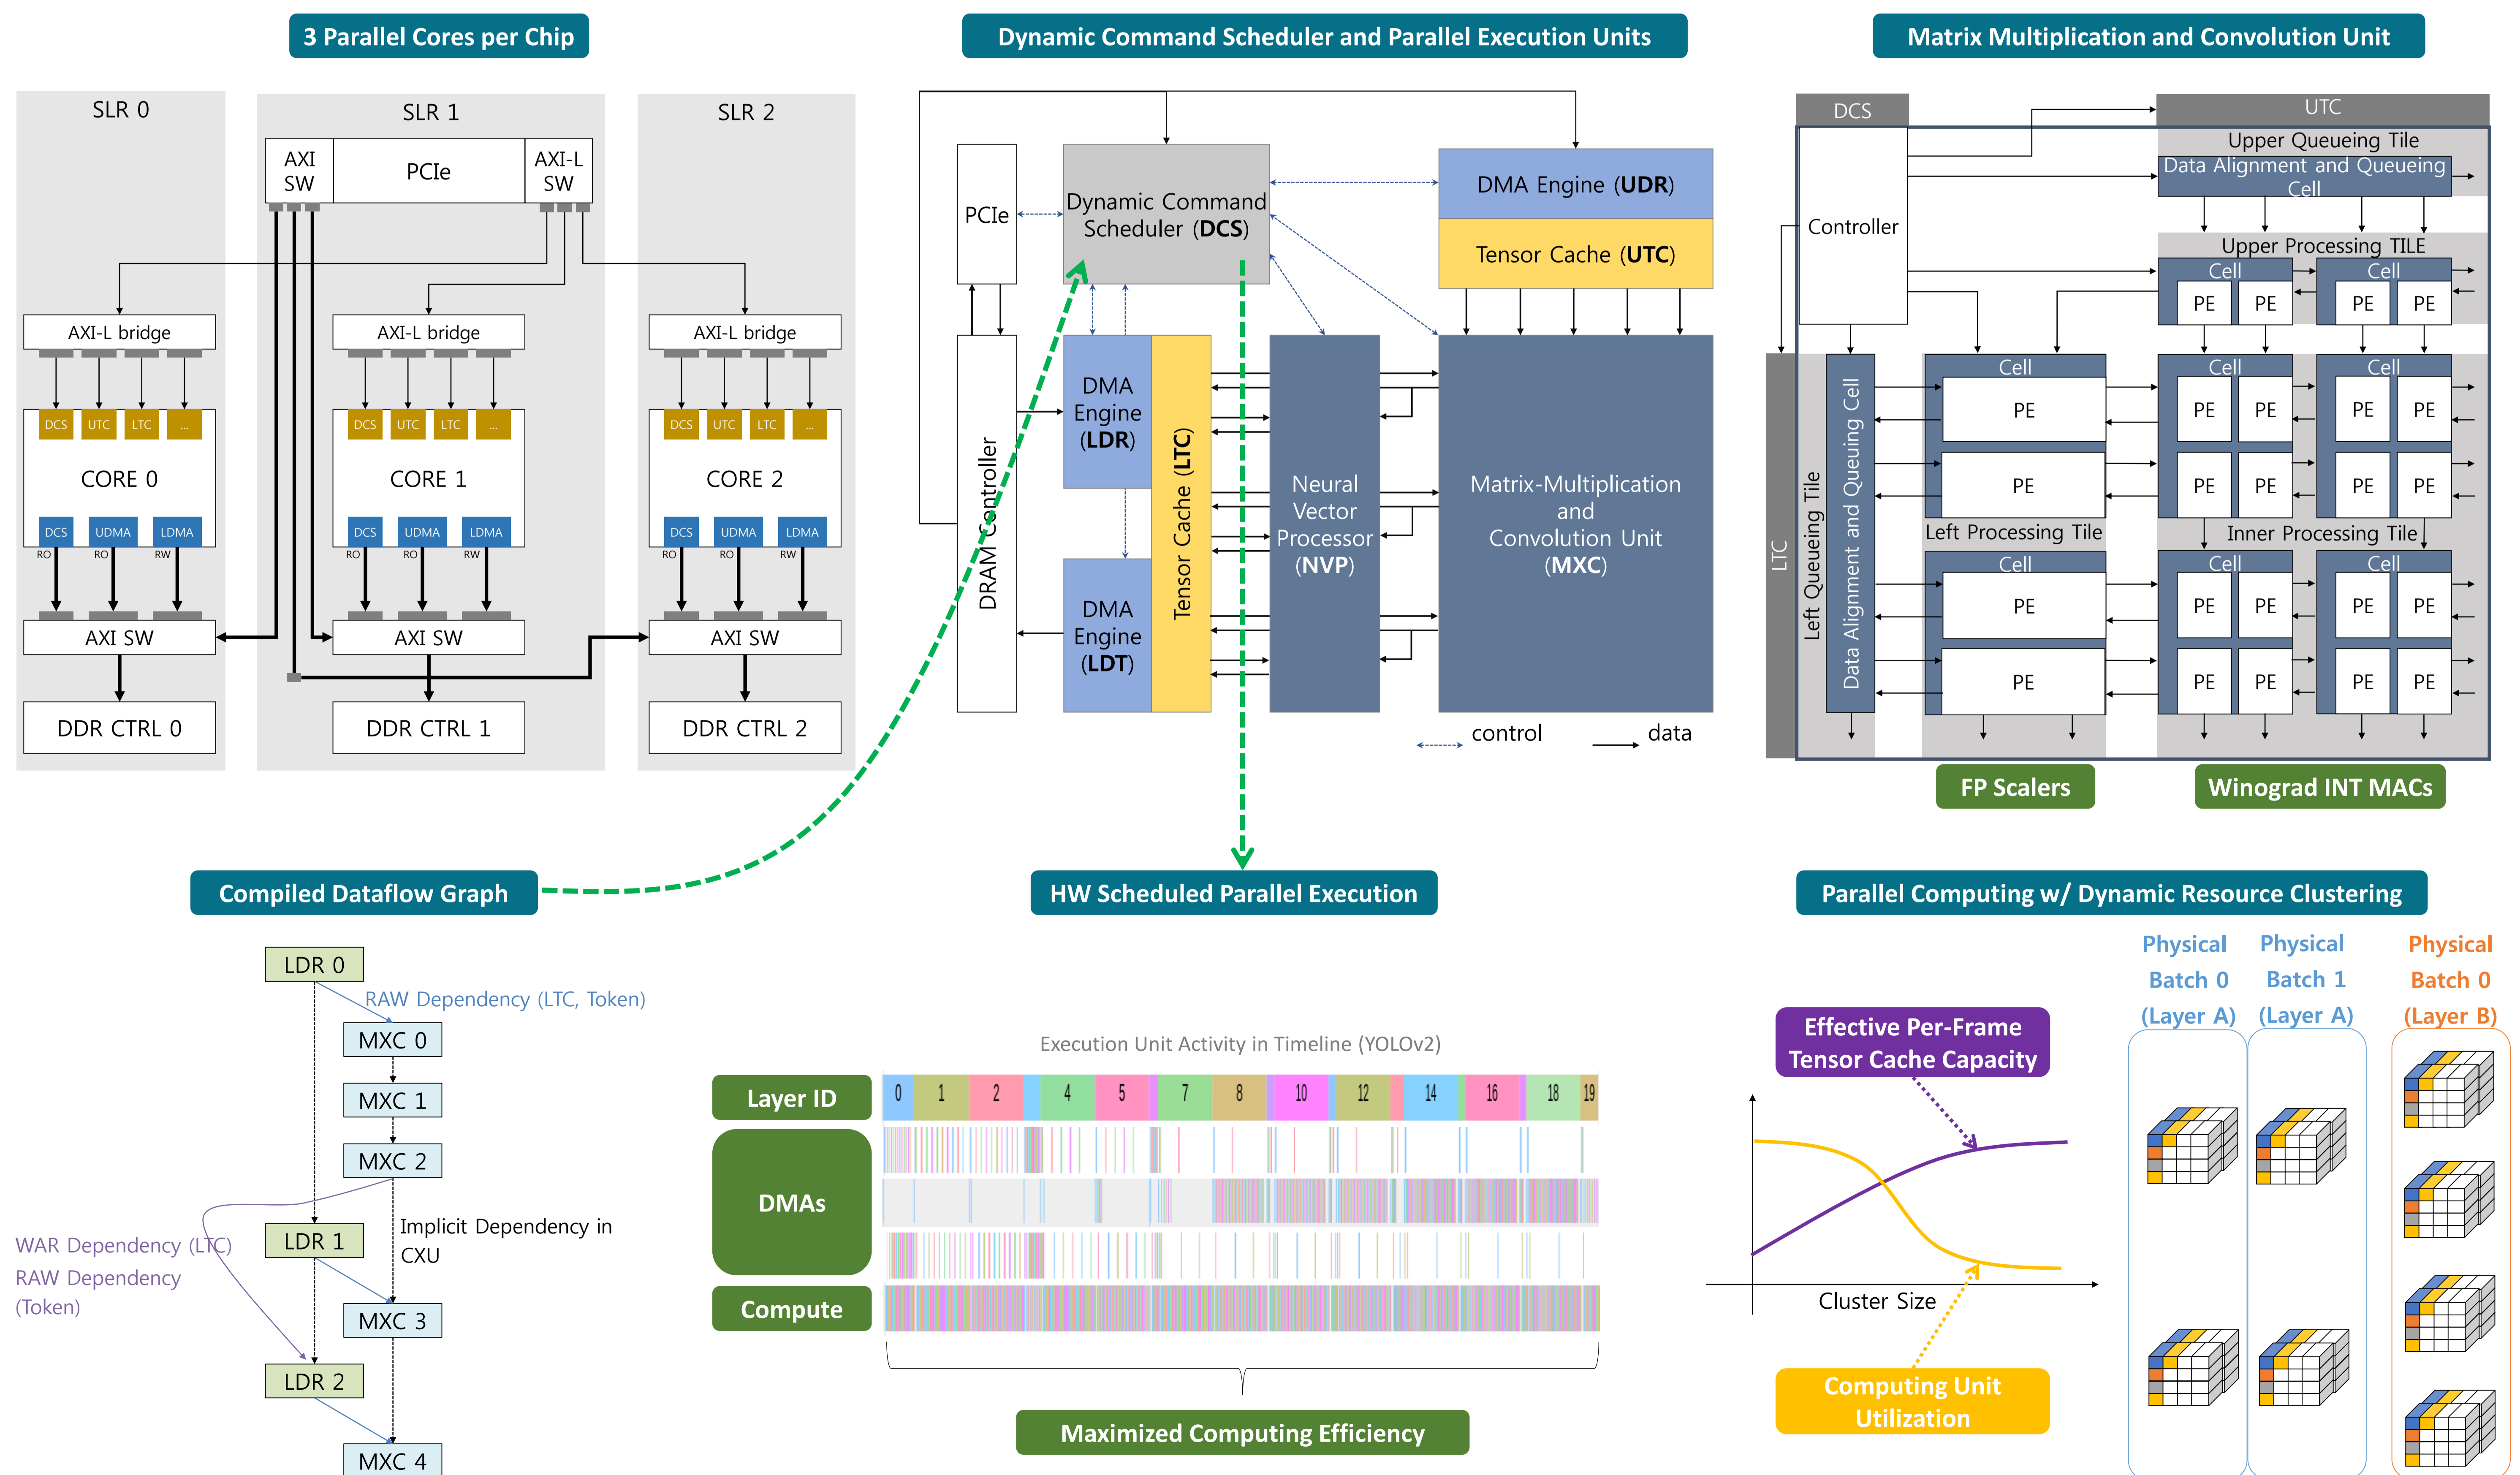 3 Parallel Cores per Chip
SLR 0
SLR 1
SLR 2
AXI
SW
PCIe
AXI-L
SW
AXI-L bridge
AXI-L bridge
AXI-L bridge
DCS
UTC
LTC
...
DCS
UTC
LTC
...
DCS
UTC
LTC
...
CORE 0
CORE 1
CORE 2
DCS
UDMA
LDMA
DCS
UDMA
LDMA
DCS
UDMA
LDMA
RO
RO
RW
RO
RO
RW
RO
RO
RW
AXI SW
AXI SW
AXI SW
DDR CTRL 0
DDR CTRL 1
DDR CTRL 2
Dynamic Command Scheduler and Parallel Execution Units
PCIe
Dynamic Command
Scheduler (DCS)
DMA Engine (UDR)
Tensor Cache (UTC)
DRAM Controller
DMA
Engine
(LDR)
DMA
Engine
(LDT)
Tensor Cache (LTC)
Neural
Vector
Processor
(NVP)
Matrix-Multiplication
and
Convolution Unit
(MXC)
control
data
Matrix Multiplication and Convolution Unit
DCS
UTC
Controller
Upper Queueing Tile
Data Alignment and Queueing
Cell
Upper Processing TILE
Cell
Cell
PE
PE
PE
PE
LTC
Left Queueing Tile
Data Alignment and Queuing Cell
Cell
Cell
Cell
PE
PE
PE
PE
PE
PE
PE
PE
PE
PE
Left Processing Tile
Inner Processing Tile
Cell
Cell
Cell
PE
PE
PE
PE
PE
PE
PE
PE
PE
PE
FP Scalers
Winograd INT MACs
Compiled Dataflow Graph
LDR 0
RAW Dependency (LTC, Token)
MXC 0
MXC 1
MXC 2
Implicit Dependency in
CXU
WAR Dependency (LTC)
RAW Dependency
(Token)
LDR 1
MXC 3
LDR 2
MXC 4
HW Scheduled Parallel Execution
Execution Unit Activity in Timeline (YOLOv2)
Layer ID
0
1
2
4
5
7
8
10
12
14
16
18
19
DMAs
Compute
Maximized Computing Efficiency
Parallel Computing w/ Dynamic Resource Clustering
Effective Per-Frame
Tensor Cache Capacity
Cluster Size
Computing Unit
Utilization
Physical
Batch 0
(Layer A)
Physical
Batch 1
(Layer A)
Physical
Batch 0
(Layer B)